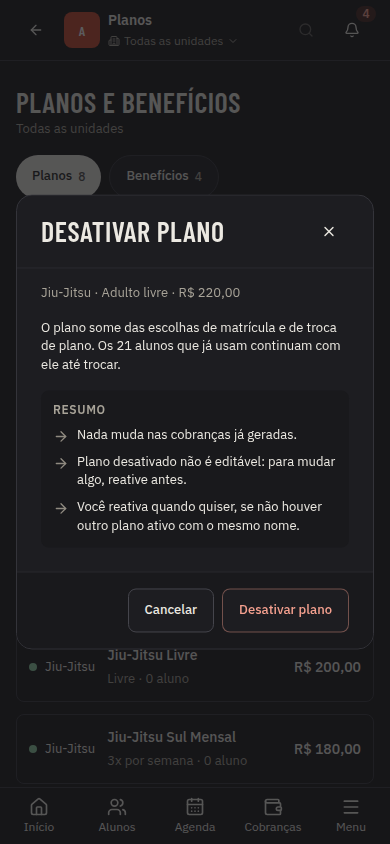 A
Planos
Todas as unidades
4
PLANOS E BENEFÍCIOS
Todas as unidades
Planos 8
Benefícios 4
DESATIVAR PLANO
Jiu-Jitsu · Adulto livre · R$ 220,00
O plano some das escolhas de matrícula e de troca
de plano. Os 21 alunos que já usam continuam com
ele até trocar.
RESUMO
Nada muda nas cobranças já geradas.
Plano desativado não é editável: para mudar
algo, reative antes.
Você reativa quando quiser, se não houver
outro plano ativo com o mesmo nome.
Cancelar
Desativar plano
Jiu-Jitsu
Jiu-Jitsu Livre
Livre · 0 aluno
R$ 200,00
Jiu-Jitsu
Jiu-Jitsu Sul Mensal
3x por semana · 0 aluno
R$ 180,00
Início
Alunos
Agenda
Cobranças
Menu